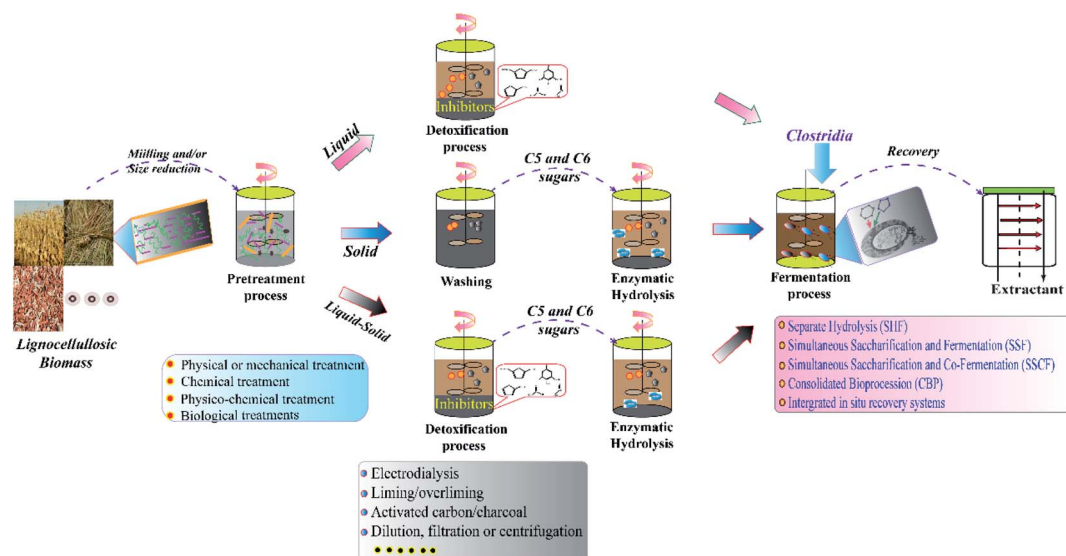 Miilling and/or
Size reduction
Lignocellullosic
Biomass
Pretreatment
process
Physical or mechanical treatment
Chemical treatment
Physico-chemical treatment
Biological treatments
Liquid
Solid
Liquid-Solid
Inhibitors
Detoxification
process
Washing
C5 and C6
sugars
Enzymatic
Hydrolysis
Inhibitors
Detoxification
process
C5 and C6
sugars
Enzymatic
Hydrolysis
Electrodialysis
Liming/overliming
Activated carbon/charcoal
Dilution, filtration or centrifugation
Clostridia
Fermentation
process
Recovery
Extractant
Separate Hydrolysis (SHF)
Simultaneous Saccharification and Fermentation (SSF)
Simultaneous Saccharification and Co-Fermentation (SSCF)
Consolidated Bioprocession (CBP)
Intergrated in situ recovery systems